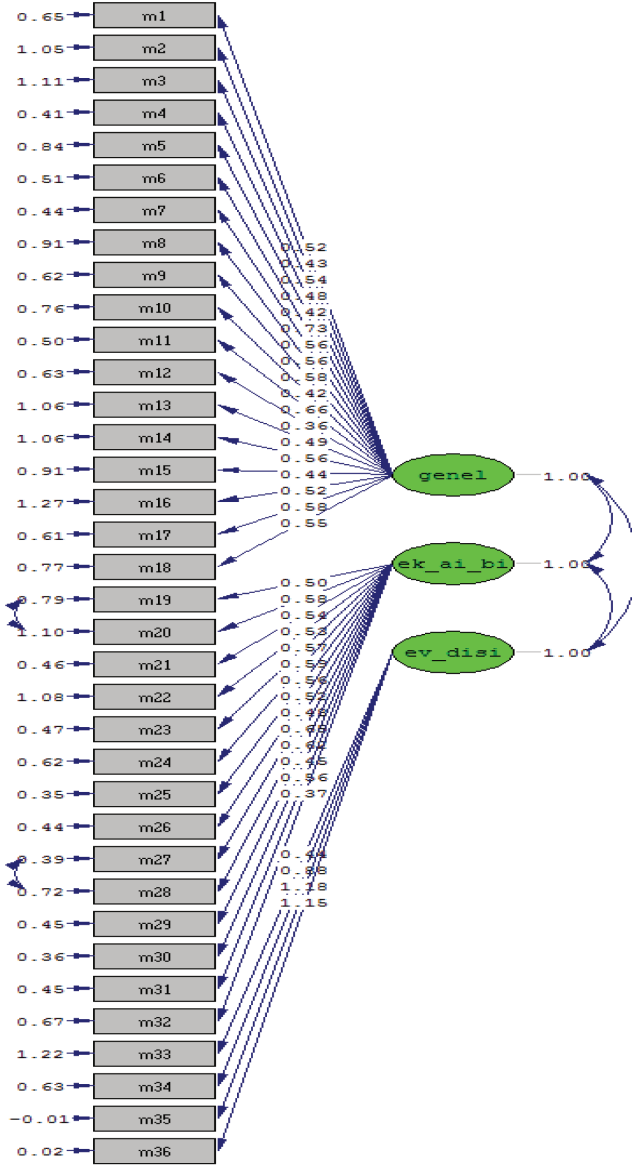 0.65 m1
1.05 m2
1.11 m3
0.41 m4
0.84 m5
0.51 m6
0.44 m7
0.91 m8
0.62 m9
0.76 m10
0.50 m11
0.63 m12
1.06 m13
1.06 m14
0.91 m15
1.27 m16
0.61 m17
0.77 m18
0.79 m19
1.10 m20
0.46 m21
1.08 m22
0.47 m23
0.62 m24
0.35 m25
0.44 m26
0.39 m27
0.72 m28
0.45 m29
0.36 m30
0.45 m31
0.67 m32
1.22 m33
0.63 m34
-0.01 m35
0.02 m36
0.52
0.43
0.54
0.48
0.42
0.73
0.56
0.56
0.58
0.42
0.66
0.36
0.49
0.56
0.44
0.52
0.58
0.55
0.50
0.58
0.54
0.53
0.57
0.56
0.52
0.48
0.62
0.45
0.37
0.44
0.88
1.18
1.15
genel 1.00
ek_ai_bi 1.00
ev_disi 1.00